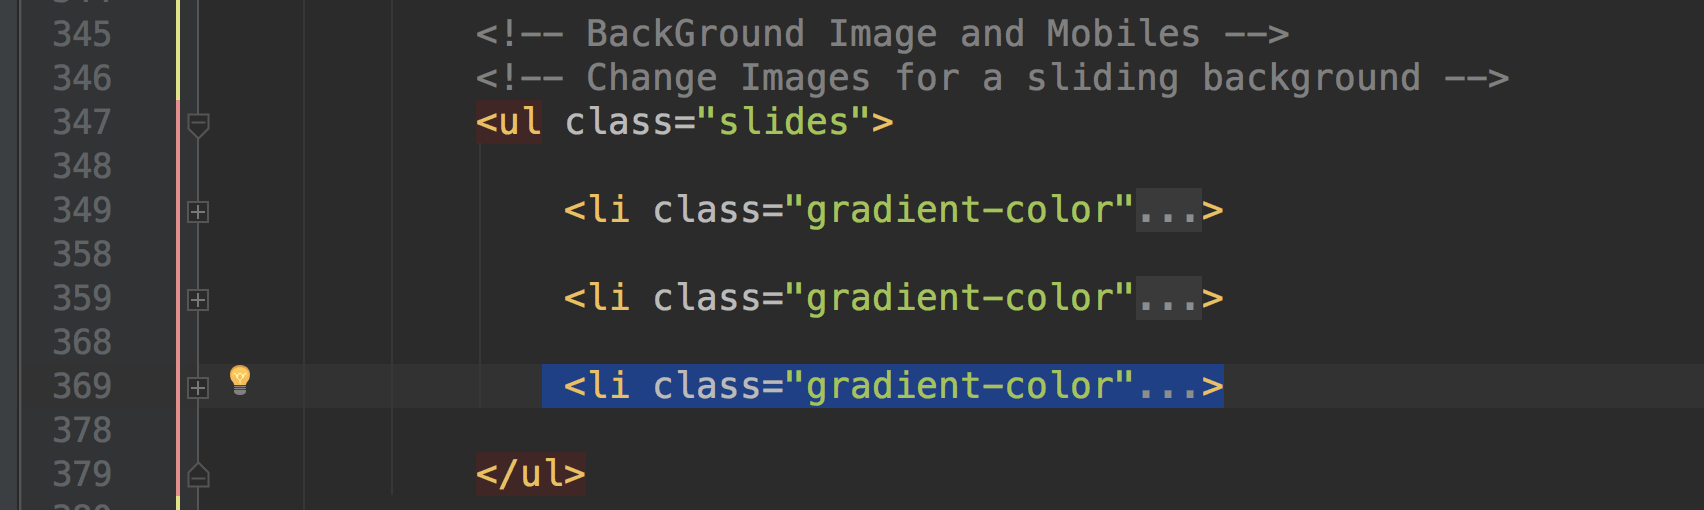 345 <!-- BackGround Image and Mobiles -->
346 <!-- Change Images for a sliding background -->
347 <ul class="slides">
348
349 <li class="gradient-color"...>
358
359 <li class="gradient-color"...>
368
369 <li class="gradient-color"...>
378
379 </ul>